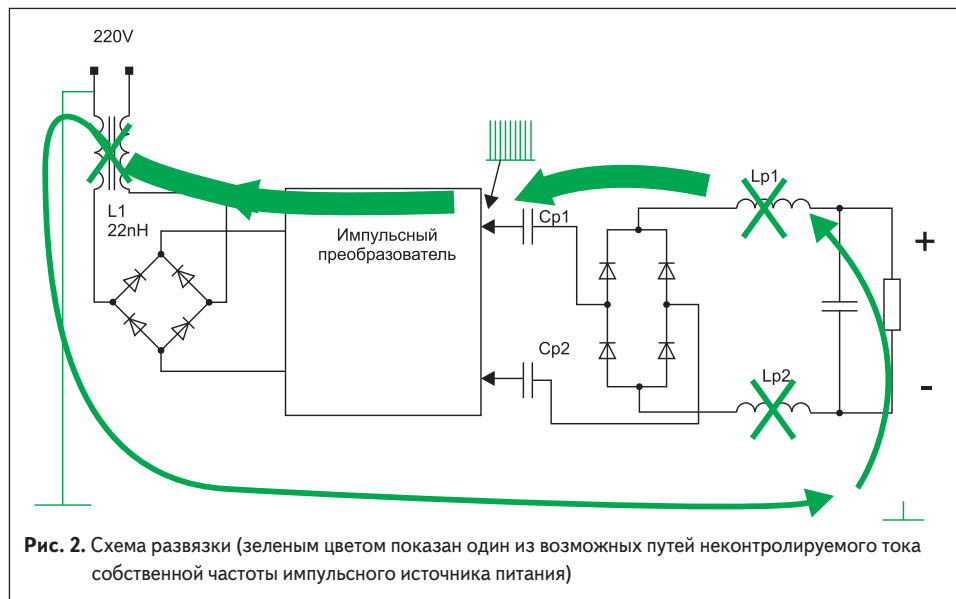 220V
L1
22nH
Импульсный
преобразователь
Cp1
Cp2
Lp1
Lp2
+
-
Рис. 2. Схема развязки (зеленым цветом показан один из возможных путей неконтролируемого тока
собственной частоты импульсного источника питания)